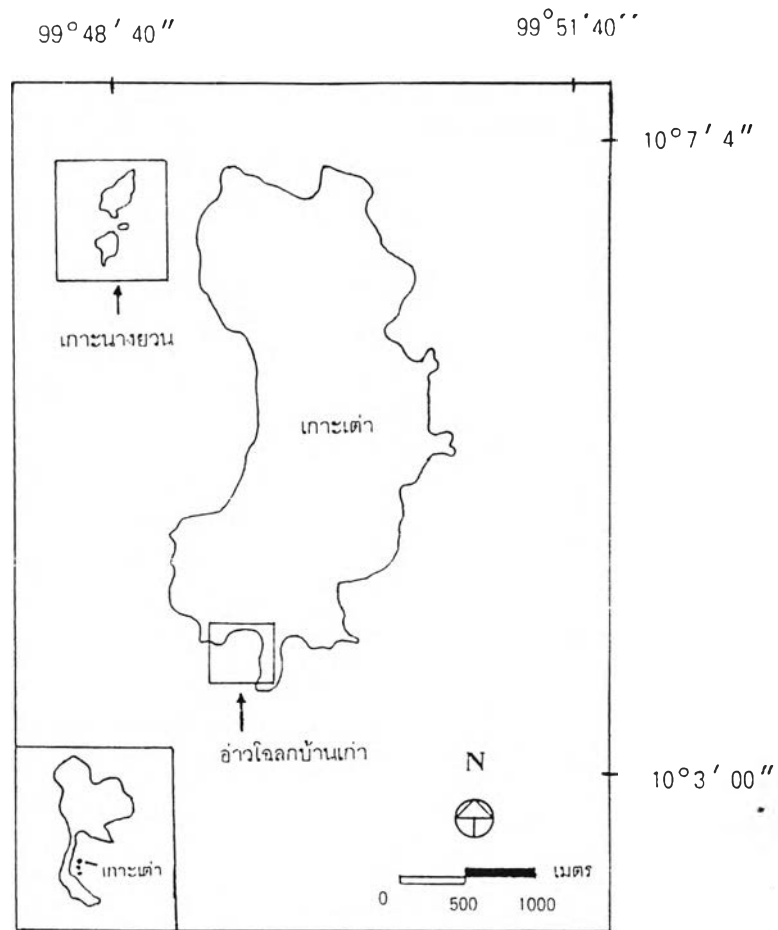 99°48′ 40″
99°51′40′′
10°7′4″
เกาะนางยวน
เกาะเต่า
อ่าวโฉลกบ้านเก่า
N
10°3′00″
เกาะเต่า
เมตร
0 500 1000